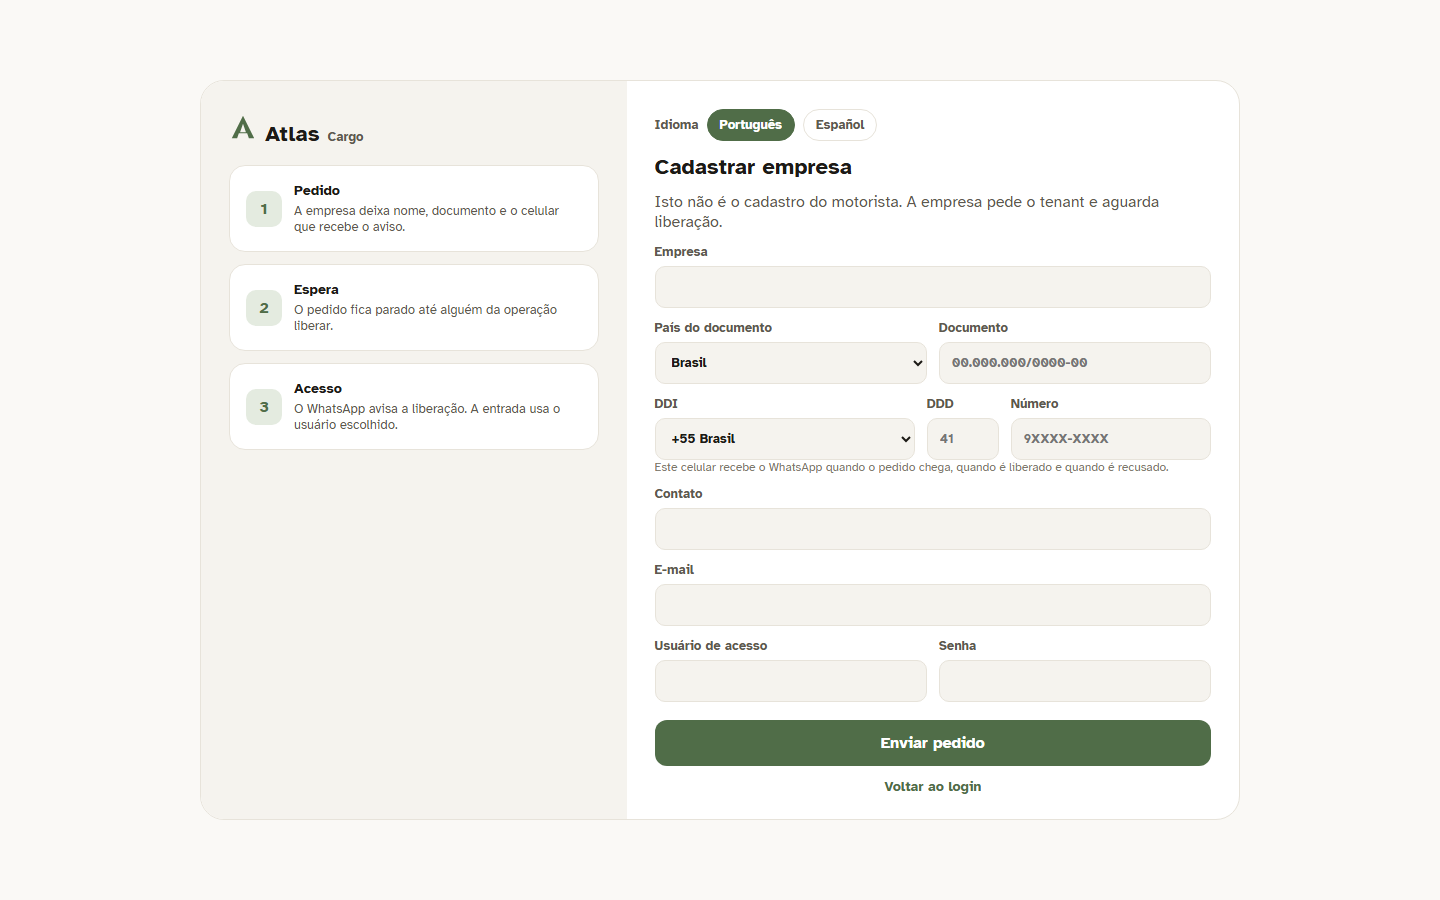 Atlas Cargo
1
Pedido
A empresa deixa nome, documento e o celular
que recebe o aviso.
2
Espera
O pedido fica parado até alguém da operação
liberar.
3
Acesso
O WhatsApp avisa a liberação. A entrada usa o
usuário escolhido.
Idioma Português Español
Cadastrar empresa
Isto não é o cadastro do motorista. A empresa pede o tenant e aguarda
liberação.
Empresa
País do documento Documento
Brasil 00.000.000/0000-00
DDI DDD Número
+55 Brasil 41 9XXXX-XXXX
Este celular recebe o WhatsApp quando o pedido chega, quando é liberado e quando é recusado.
Contato
E-mail
Usuário de acesso Senha
Enviar pedido
Voltar ao login